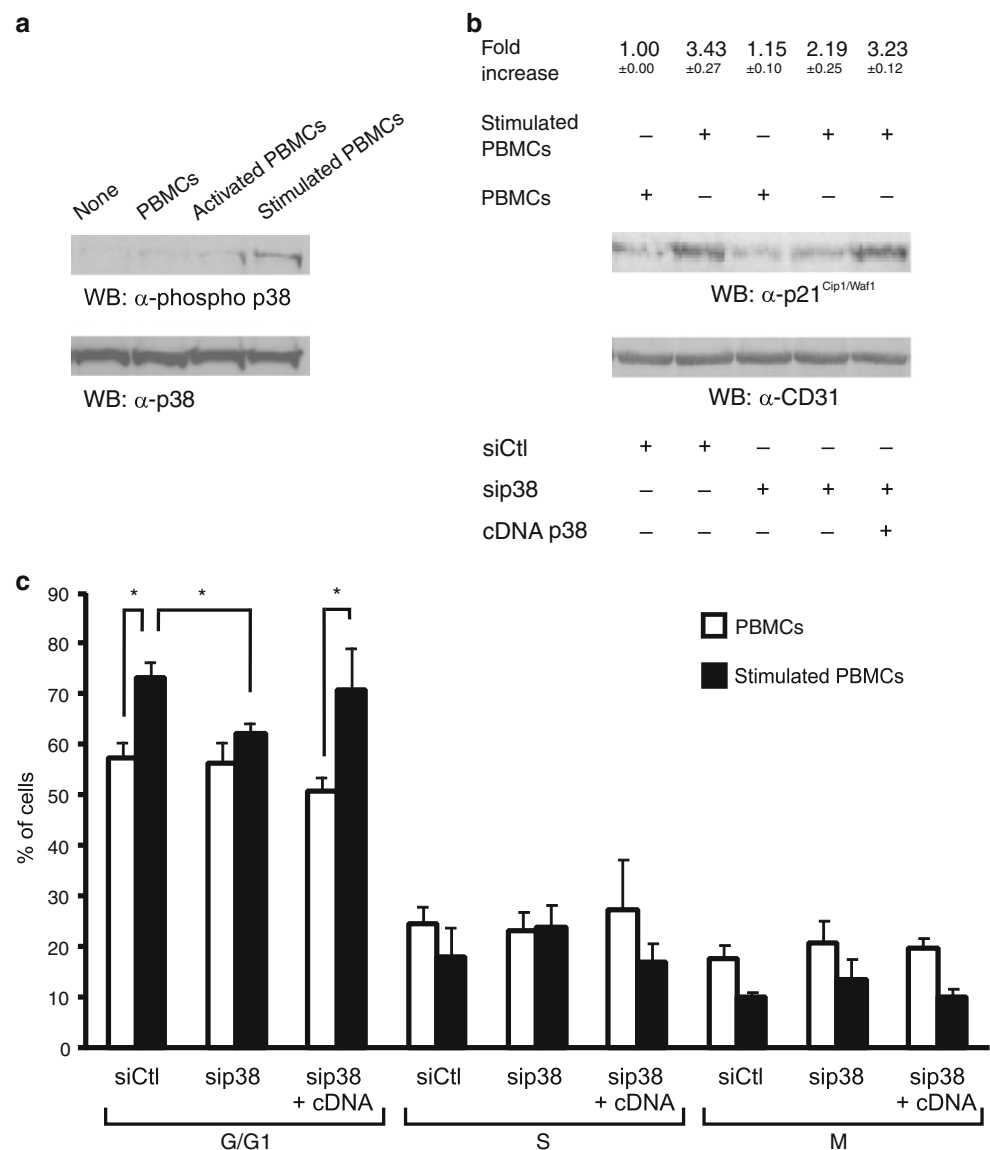 a
None
PBMCs
Activated PBMCs
Stimulated PBMCs
WB: α-phospho p38
WB: α-p38
b
Fold increase 1.00 3.43 1.15 2.19 3.23
±0.00 ±0.27 ±0.10 ±0.25 ±0.12
Stimulated PBMCs – + – + +
PBMCs + – + – –
WB: α-p21Cip1/Waf1
WB: α-CD31
siCtl + + – – –
sip38 – – + + +
cDNA p38 – – – – +
c
% of cells
90
80
70
60
50
40
30
20
10
0
* * *
PBMCs
Stimulated PBMCs
siCtl sip38 sip38 siCtl sip38 sip38 siCtl sip38 sip38
+ cDNA + cDNA + cDNA
G/G1 S M